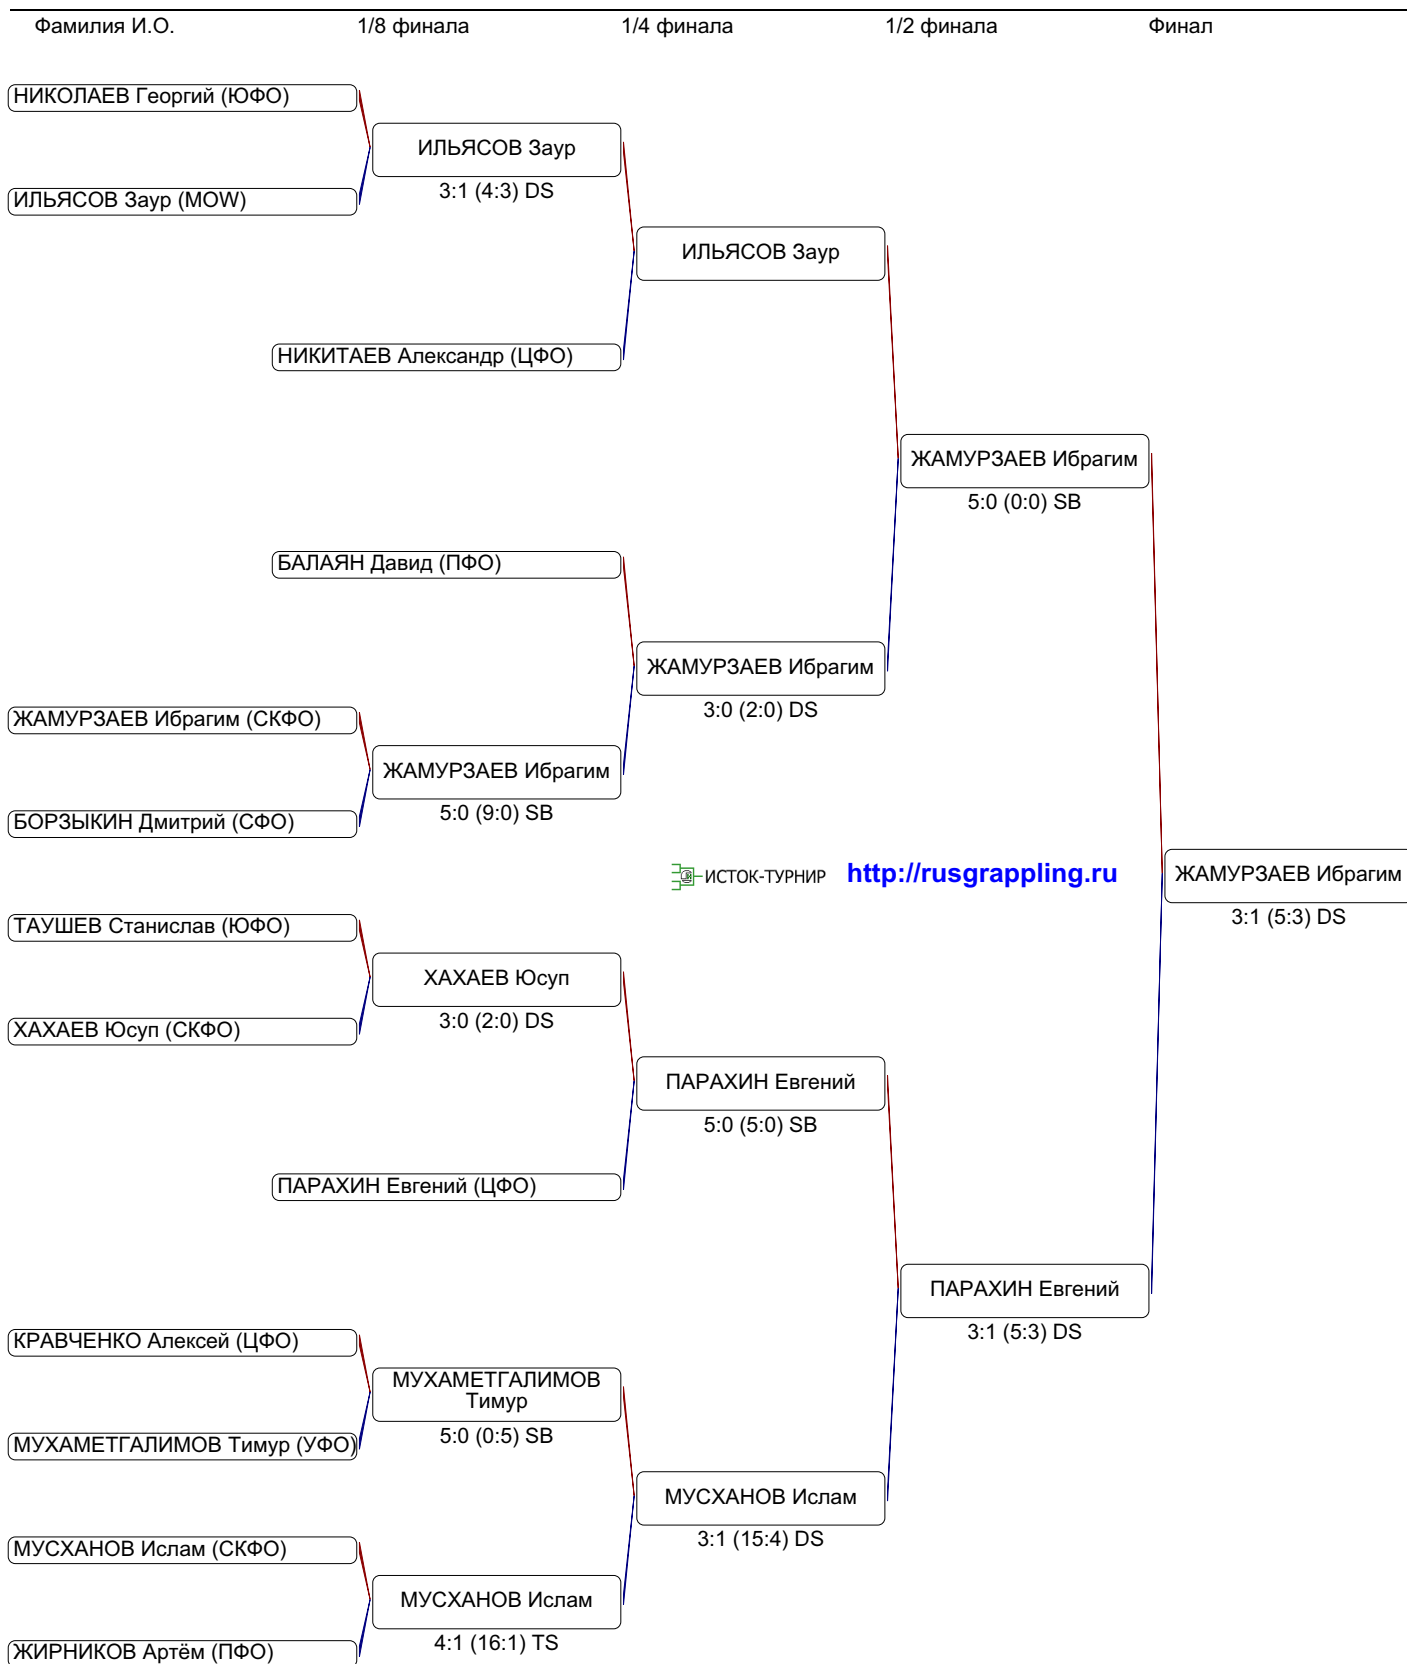 Фамилия И.О. 1/8 финала 1/4 финала 1/2 финала Финал
НИКОЛАЕВ Георгий (ЮФО)
ИЛЬЯСОВ Заур
ИЛЬЯСОВ Заур (MOW)
3:1 (4:3) DS
ИЛЬЯСОВ Заур
НИКИТАЕВ Александр (ЦФО)
ЖАМУРЗАЕВ Ибрагим
5:0 (0:0) SB
БАЛАЯН Давид (ПФО)
ЖАМУРЗАЕВ Ибрагим
3:0 (2:0) DS
ЖАМУРЗАЕВ Ибрагим (СКФО)
ЖАМУРЗАЕВ Ибрагим
5:0 (9:0) SB
БОРЗЫКИН Дмитрий (СФО)
ИСТОК-ТУРНИР http://rusgrappling.ru
ЖАМУРЗАЕВ Ибрагим
3:1 (5:3) DS
ТАУШЕВ Станислав (ЮФО)
ХАХАЕВ Юсуп
3:0 (2:0) DS
ХАХАЕВ Юсуп (СКФО)
ПАРАХИН Евгений
5:0 (5:0) SB
ПАРАХИН Евгений (ЦФО)
ПАРАХИН Евгений
3:1 (5:3) DS
КРАВЧЕНКО Алексей (ЦФО)
МУХАМЕТГАЛИМОВ
Тимур
5:0 (0:5) SB
МУХАМЕТГАЛИМОВ Тимур (УФО)
МУСХАНОВ Ислам
3:1 (15:4) DS
МУСХАНОВ Ислам (СКФО)
МУСХАНОВ Ислам
4:1 (16:1) TS
ЖИРНИКОВ Артём (ПФО)